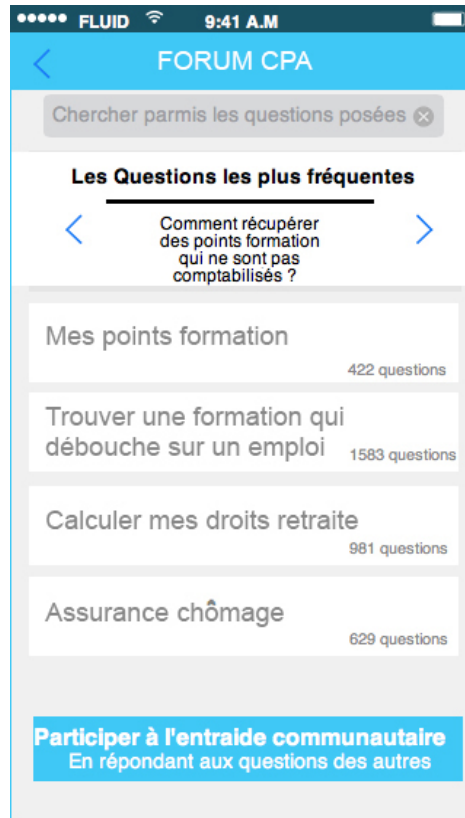 FLUID 9:41 A.M
FORUM CPA
Chercher parmis les questions posées
Les Questions les plus fréquentes
Comment récupérer
des points formation
qui ne sont pas
comptabilisés ?
Mes points formation
422 questions
Trouver une formation qui
débouche sur un emploi
1583 questions
Calculer mes droits retraite
981 questions
Assurance chômage
629 questions
Participer à l'entraide communautaire
En répondant aux questions des autres